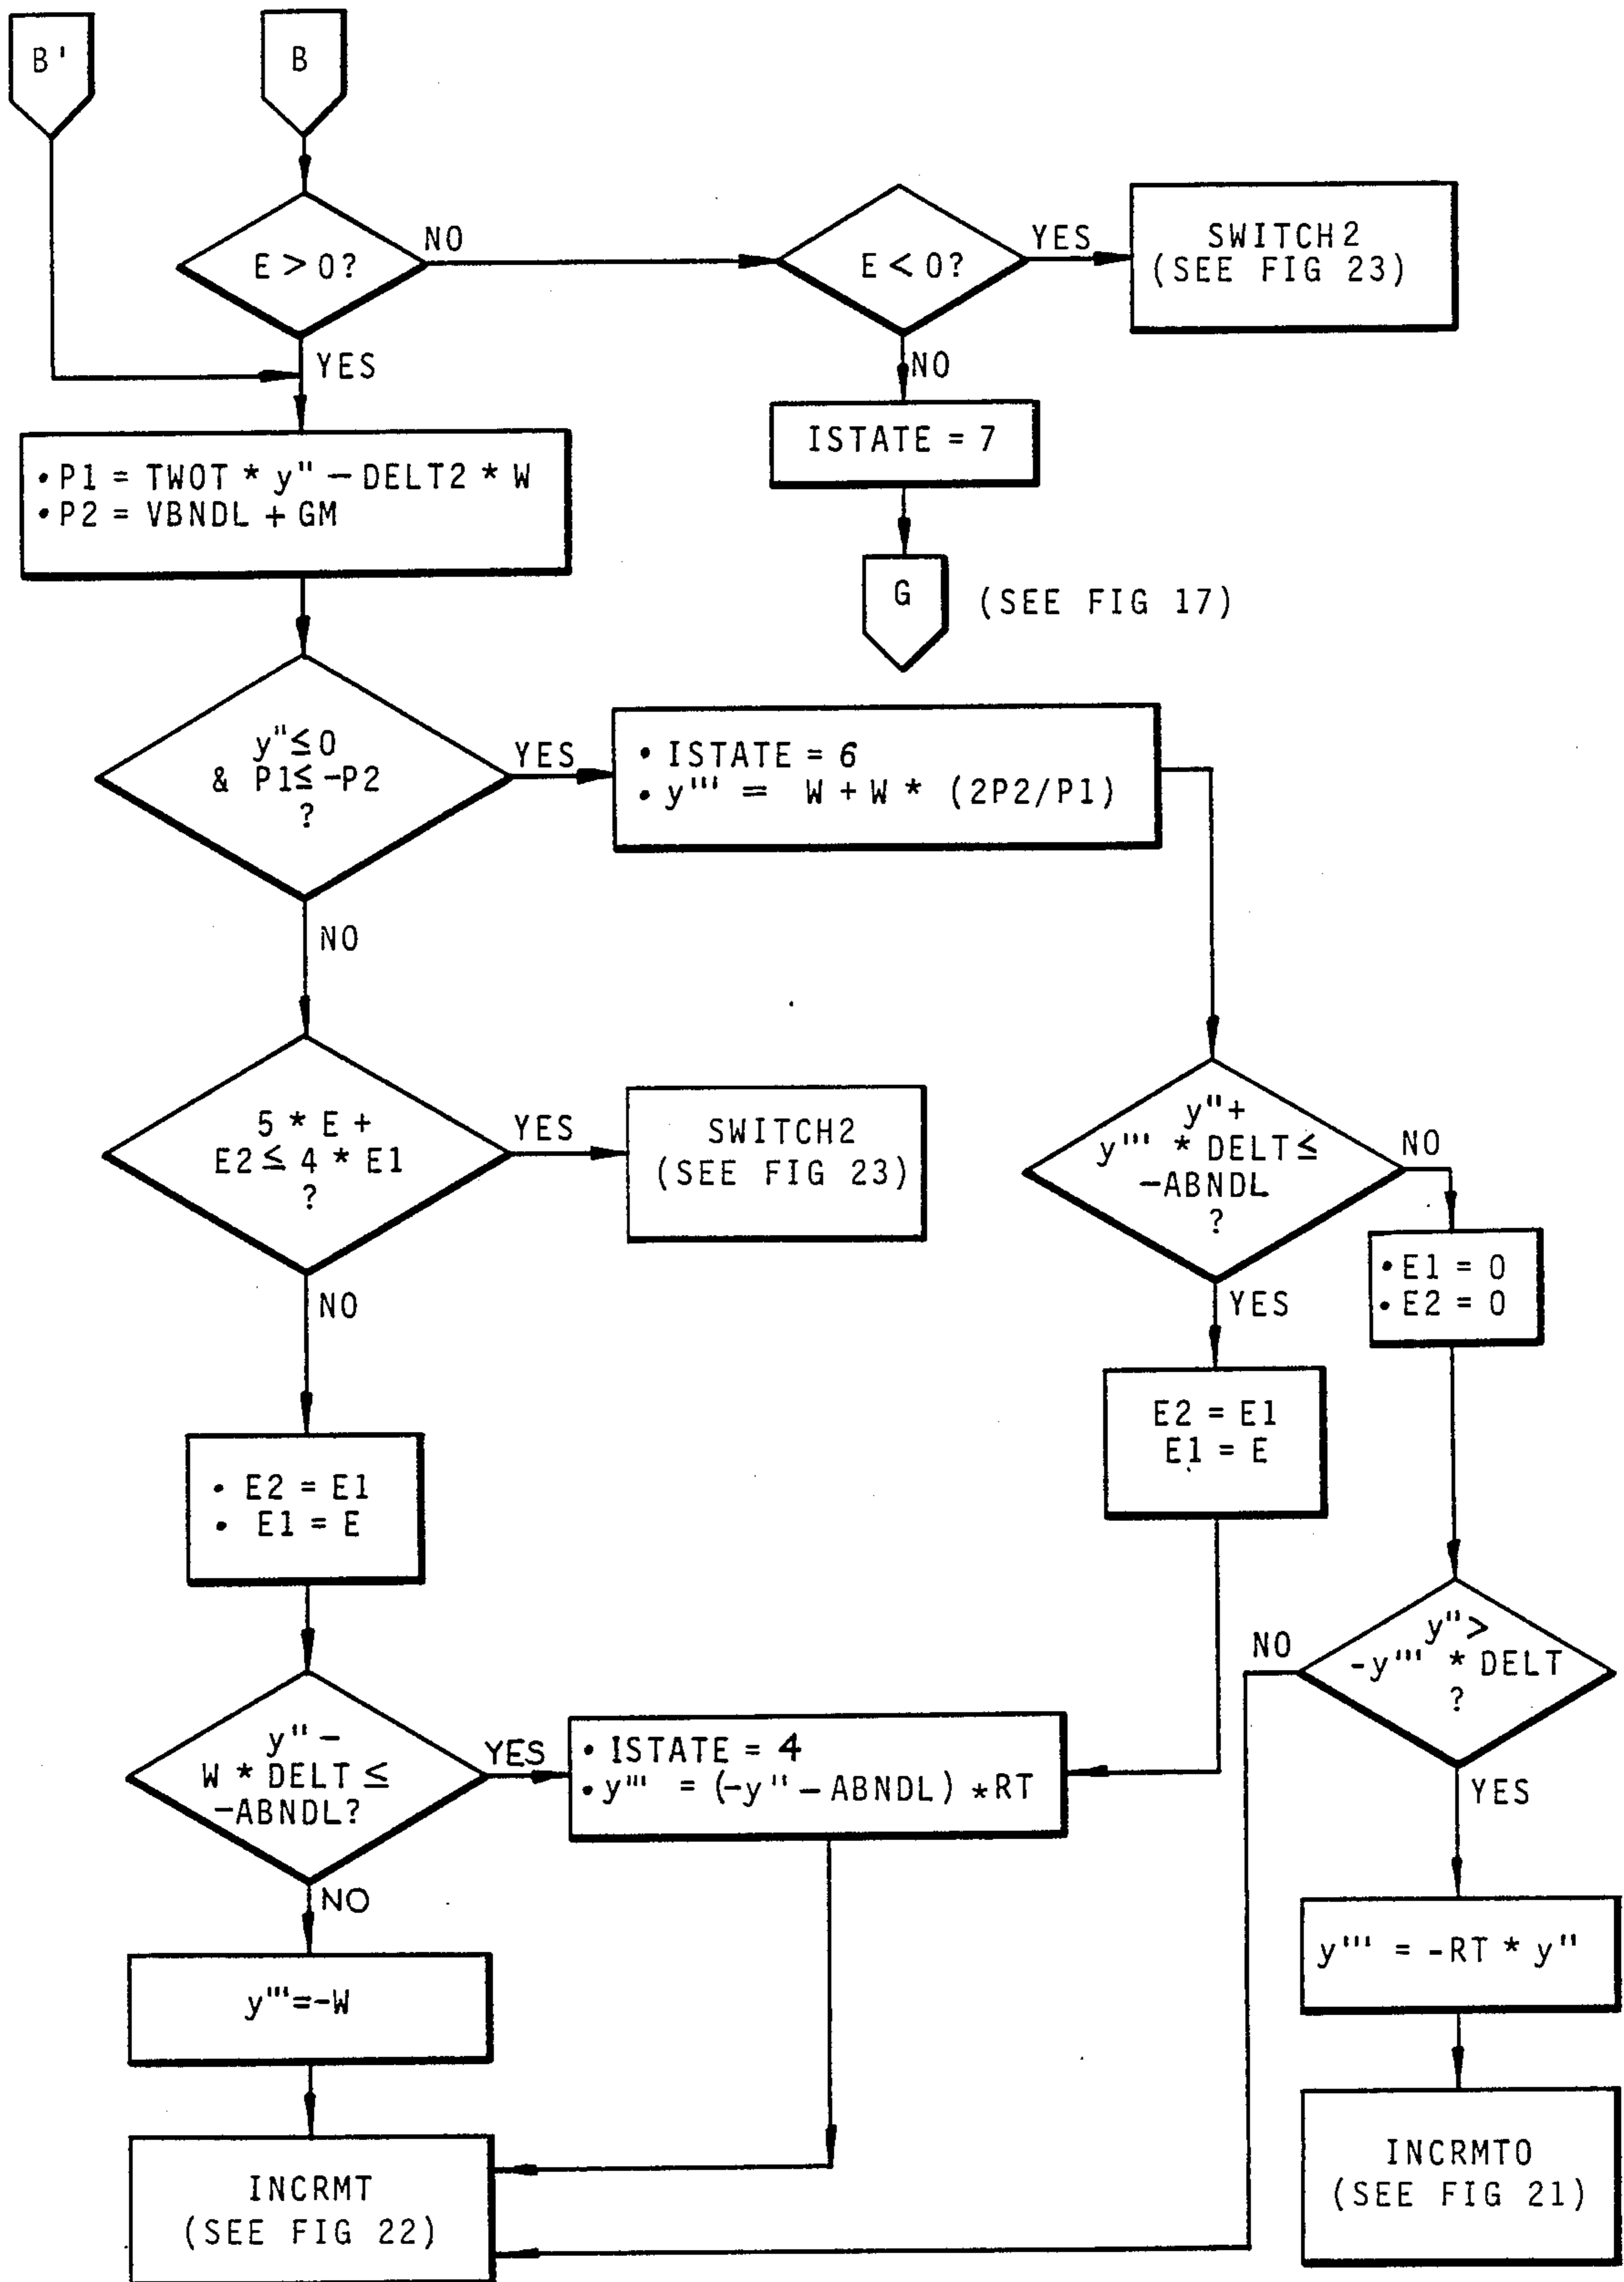 B'
B
E > 0?
NO
E < 0?
YES
SWITCH2
(SEE FIG 23)
YES
NO
ISTATE = 7
• P1 = TWOT * y" - DELT2 * W
• P2 = VBNDL + GM
G
(SEE FIG 17)
y" ≤ 0
& P1 ≤ -P2
?
YES
• ISTATE = 6
• y''' = W + W * (2P2/P1)
NO
5 * E +
E2 ≤ 4 * E1
?
YES
SWITCH2
(SEE FIG 23)
y" +
y''' * DELT ≤
-ABNDL
?
NO
• E1 = 0
• E2 = 0
YES
NO
E2 = E1
E1 = E
• E2 = E1
• E1 = E
y" >
-y''' * DELT
?
NO
YES
y" -
W * DELT ≤
-ABNDL?
YES
• ISTATE = 4
• y''' = (-y" - ABNDL) * RT
NO
y''' = -RT * y"
y''' = -W
INCRMT0
(SEE FIG 21)
INCRMT
(SEE FIG 22)